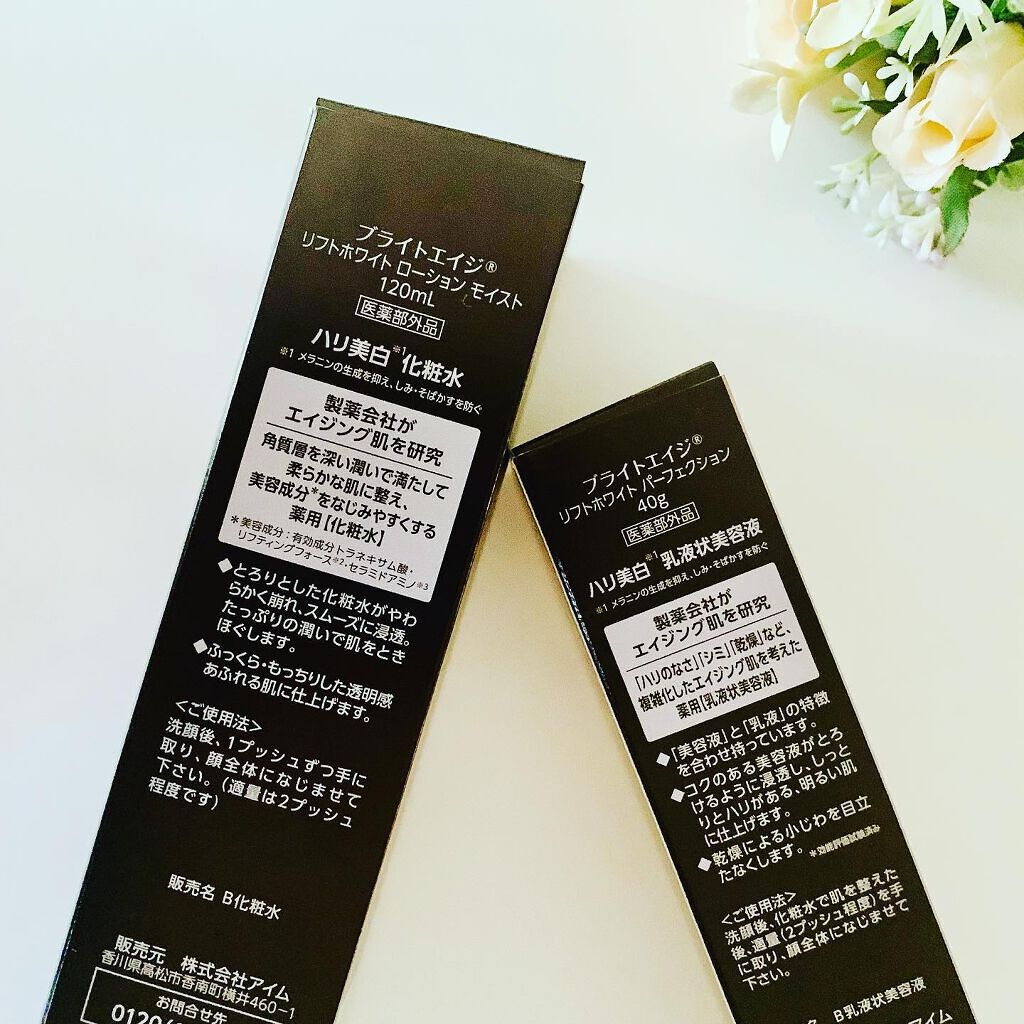 ブライトエイジ®
リフトホワイト ローション モイスト
120mL
医薬部外品
ハリ美白※1化粧水
※1 メラニンの生成を抑え、しみ・そばかすを防ぐ
製薬会社が
エイジング肌を研究
角質層を深い潤いで満たして
柔らかな肌に整え、
美容成分*をなじみやすくする
薬用【化粧水】
*美容成分:有効成分トラネキサム酸・
リフティングフォース※2・セラミドアミノ※3
◆とろりとした化粧水がやわ
らかく崩れ、スムーズに浸透。
たっぷりの潤いで肌をとき
ほぐします。
◆ふっくら・もっちりした透明感
あふれる肌に仕上げます。
<ご使用法>
洗顔後、1プッシュずつ手に
取り、顔全体になじませて
下さい。(適量は2プッシュ
程度です)
販売名 B化粧水
販売元 株式会社アイム
香川県高松市香南町横井460-1
お問合せ先
0120
ブライトエイジ®
リフトホワイト パーフェクション
40g
医薬部外品
ハリ美白※1乳液状美容液
※1 メラニンの生成を抑え、しみ・そばかすを防ぐ
製薬会社が
エイジング肌を研究
「ハリのなさ」「シミ」「乾燥」など、
複雑化したエイジング肌を考えた
薬用【乳液状美容液】
◆「美容液」と「乳液」の特徴
を合わせ持っています。
◆コクのある美容液がとろ
けるように浸透し、しっと
りとハリがある、明るい肌
に仕上げます。
◆乾燥による小じわを目立
たなくします。 *効能評価試験済み
<ご使用法>
洗顔後、化粧水で肌を整えた
後、適量(2プッシュ程度)を手
に取り、顔全体になじませて
下さい。
B乳液状美容液
アイム